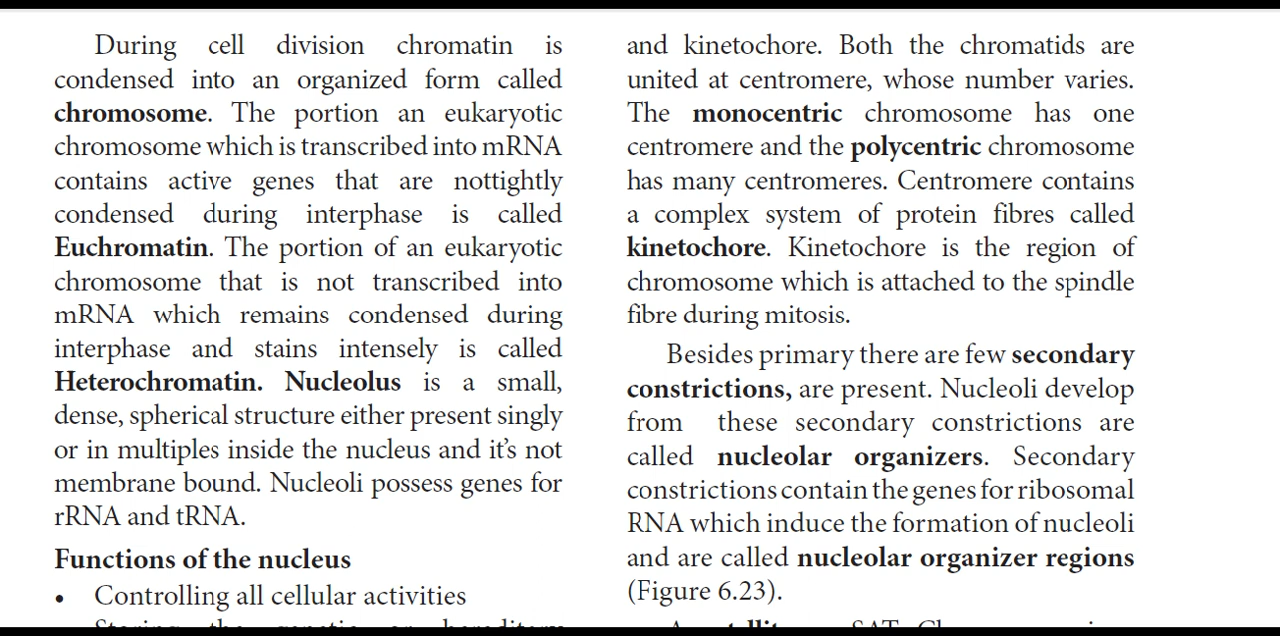 During cell division chromatin is
condensed into an organized form called
chromosome. The portion an eukaryotic
chromosome which is transcribed into mRNA
contains active genes that are nottightly
condensed during interphase is called
Euchromatin. The portion of an eukaryotic
chromosome that is not transcribed into
mRNA which remains condensed during
interphase and stains intensely is called
Heterochromatin. Nucleolus is a small,
dense, spherical structure either present singly
or in multiples inside the nucleus and it’s not
membrane bound. Nucleoli possess genes for
rRNA and tRNA.
Functions of the nucleus
• Controlling all cellular activities
Storing the genetic or hereditary
and kinetochore. Both the chromatids are
united at centromere, whose number varies.
The monocentric chromosome has one
centromere and the polycentric chromosome
has many centromeres. Centromere contains
a complex system of protein fibres called
kinetochore. Kinetochore is the region of
chromosome which is attached to the spindle
fibre during mitosis.
Besides primary there are few secondary
constrictions, are present. Nucleoli develop
from these secondary constrictions are
called nucleolar organizers. Secondary
constrictions contain the genes for ribosomal
RNA which induce the formation of nucleoli
and are called nucleolar organizer regions
(Figure 6.23).
A SAT